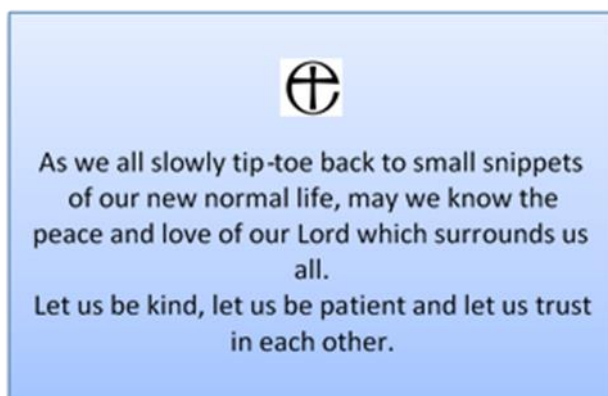 As we all slowly tip-toe back to small snippets
of our new normal life, may we know the
peace and love of our Lord which surrounds us
all.
Let us be kind, let us be patient and let us trust
in each other.